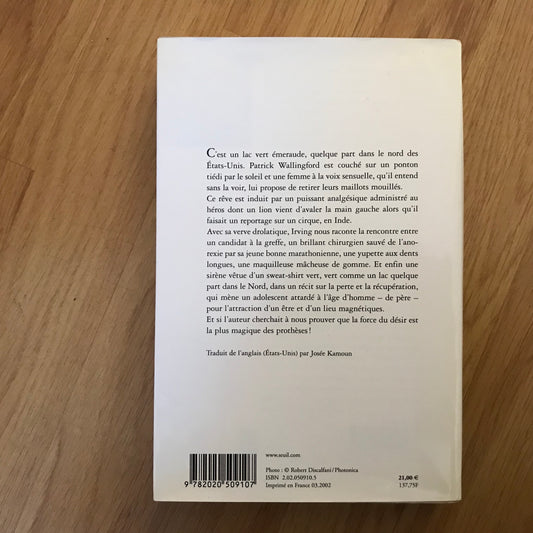 C'est un lac vert émeraude, quelque part dans le nord des
États-Unis. Patrick Wallingford est couché sur un ponton
tiédi par le soleil et une femme à la voix sensuelle, qu'il entend
sans la voir, lui propose de retirer leurs maillots mouillés.
Ce rêve est induit par un puissant analgésique administré au
héros dont un lion vient d'avaler la main gauche alors qu'il
faisait un reportage sur un cirque, en Inde.
Avec sa verve drolatique, Irving nous raconte la rencontre entre
un candidat à la greffe, un brillant chirurgien sauvé de l'ano-
rexie par sa jeune bonne marathonienne, une yupette aux dents
longues, une maquilleuse mâcheuse de gomme. Et enfin une
sirène vêtue d'un sweat-shirt vert, vert comme un lac quelque
part dans le Nord, dans un récit sur la perte et la récupération,
qui mène un adolescent attardé à l'âge d'homme – de père –
pour l'attraction d'un être et d'un lieu magnétiques.
Et si l'auteur cherchait à nous prouver que la force du désir est
la plus magique des prothèses !
Traduit de l'anglais (États-Unis) par Josée Kamoun
www.seuil.com
Photo : © Robert Discalfani / Photonica
ISBN 2.02.050910.5
Imprimé en France 03.2002
21,00 €
137,75F
9 782020 509107